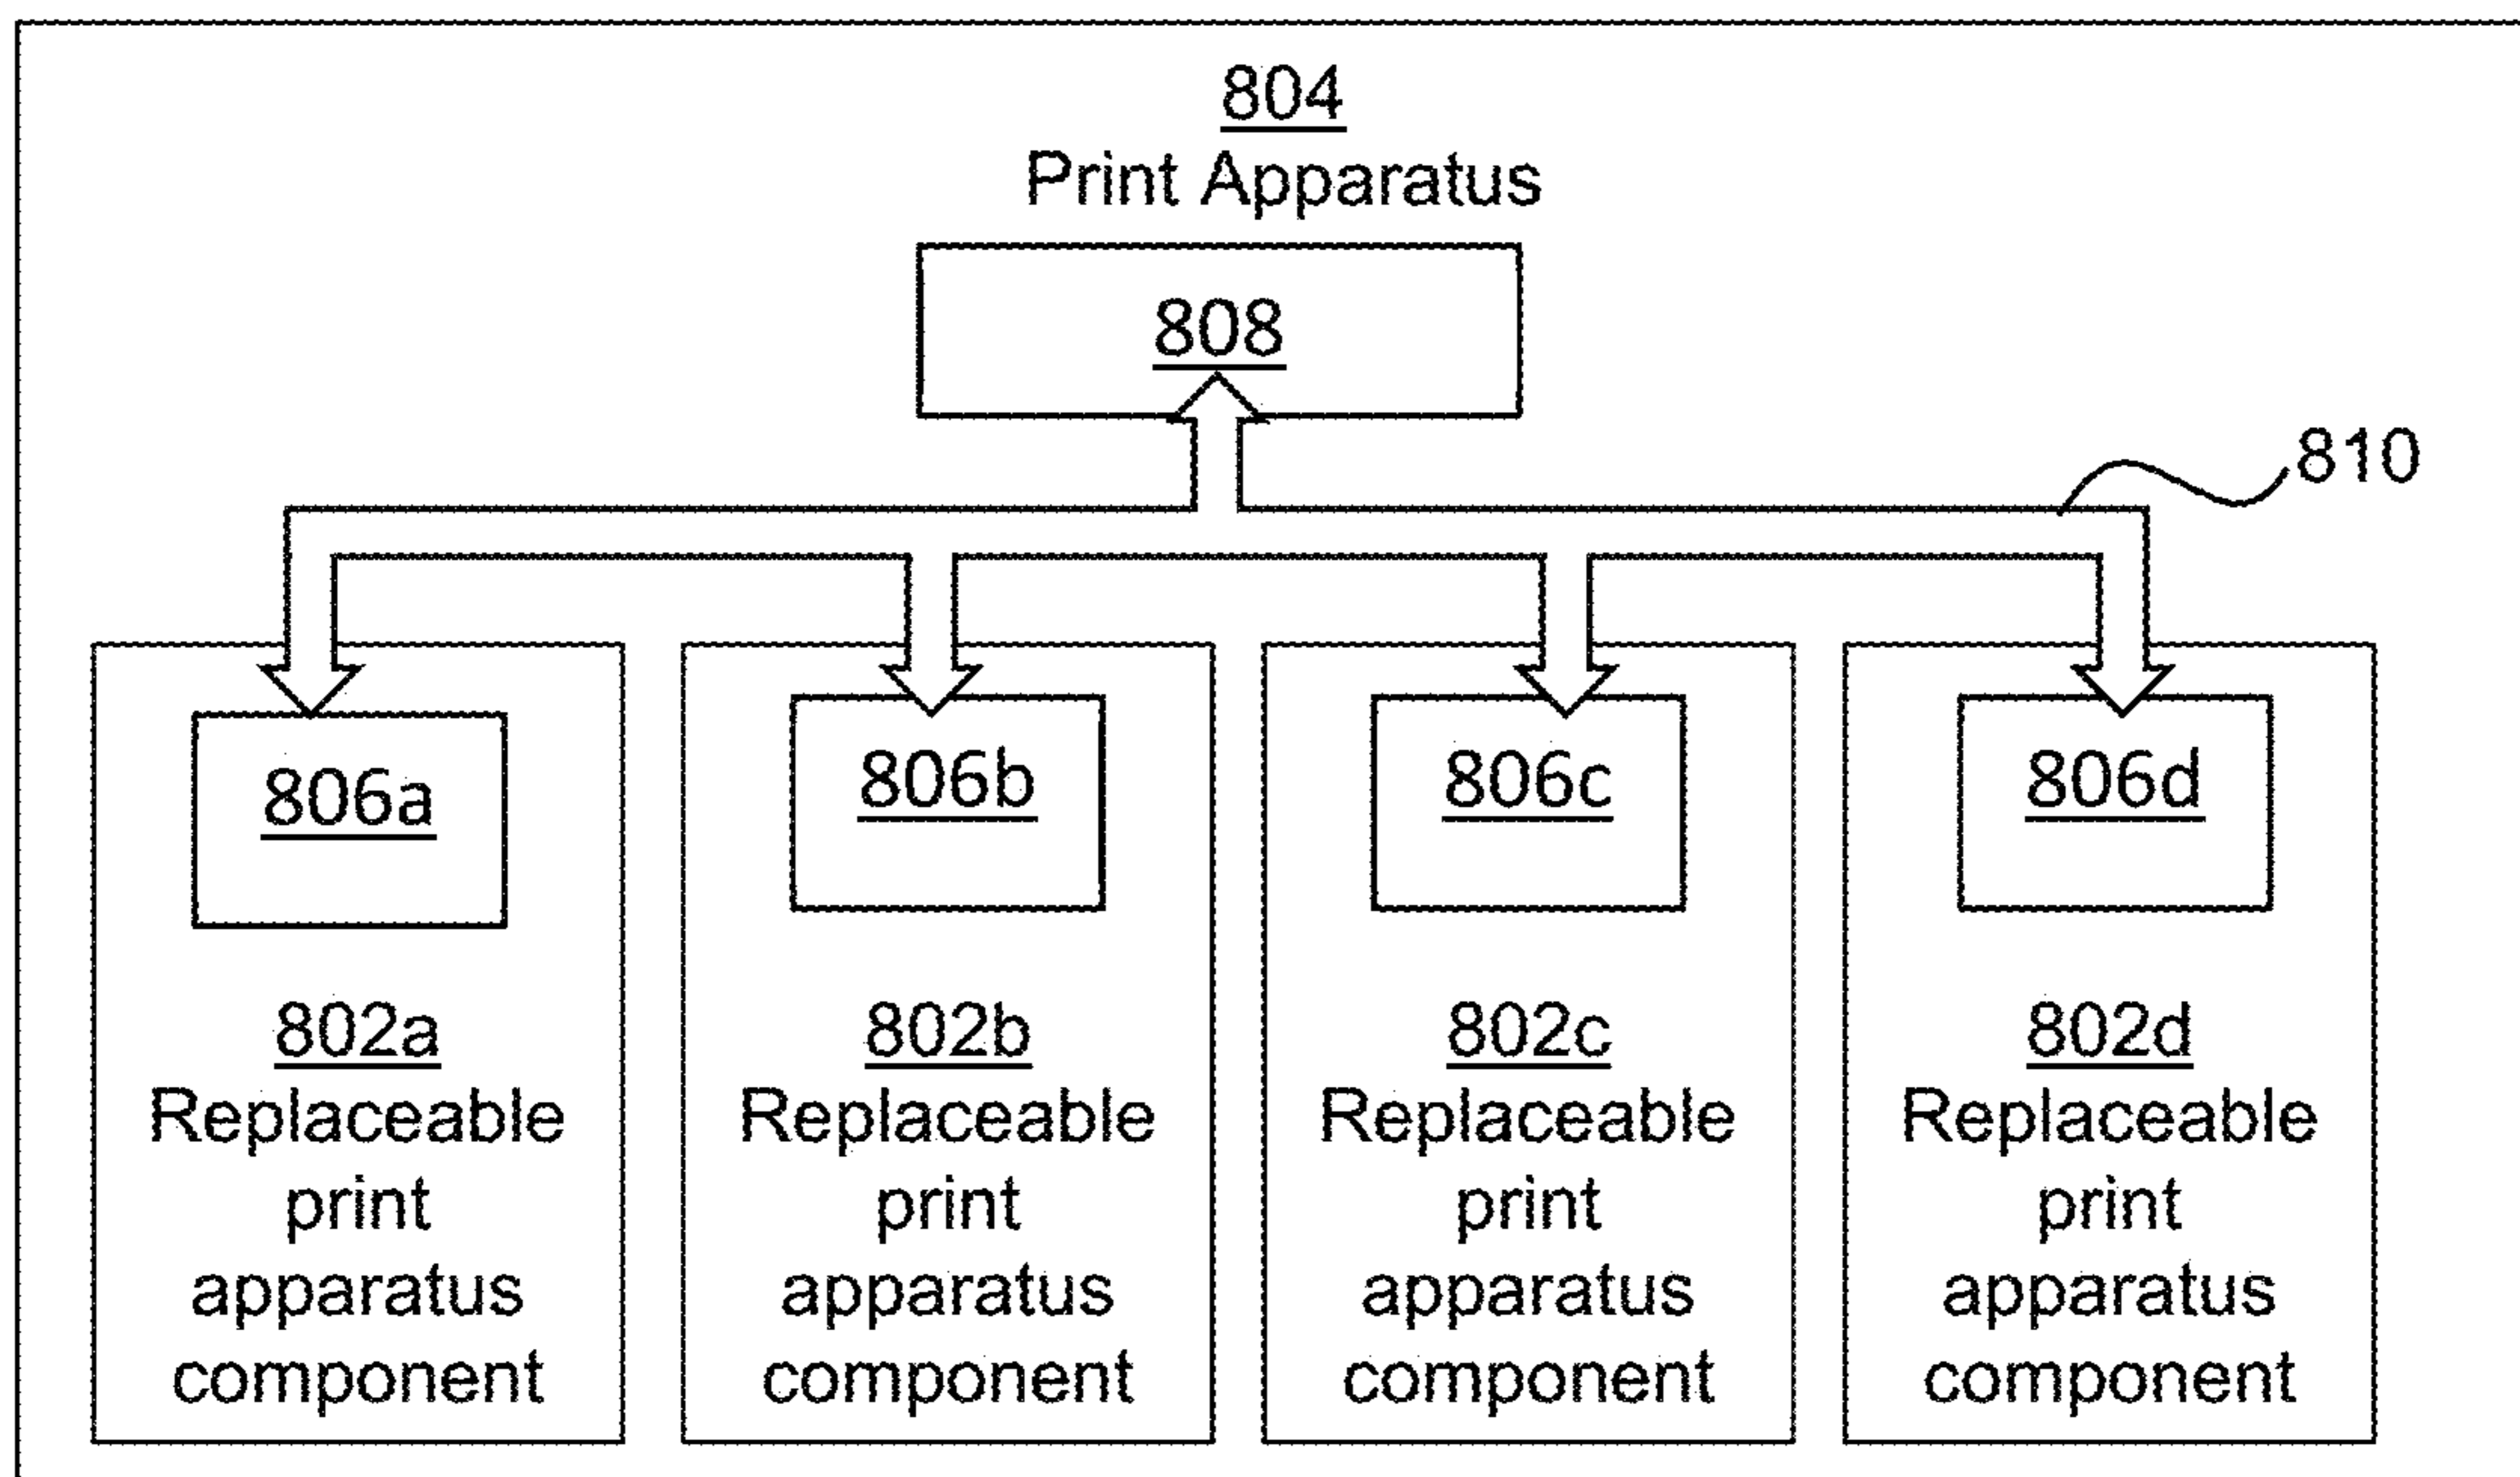 804
Print Apparatus
808
810
806a
806b
806c
806d
802a
Replaceable
print
apparatus
component
802b
Replaceable
print
apparatus
component
802c
Replaceable
print
apparatus
component
802d
Replaceable
print
apparatus
component